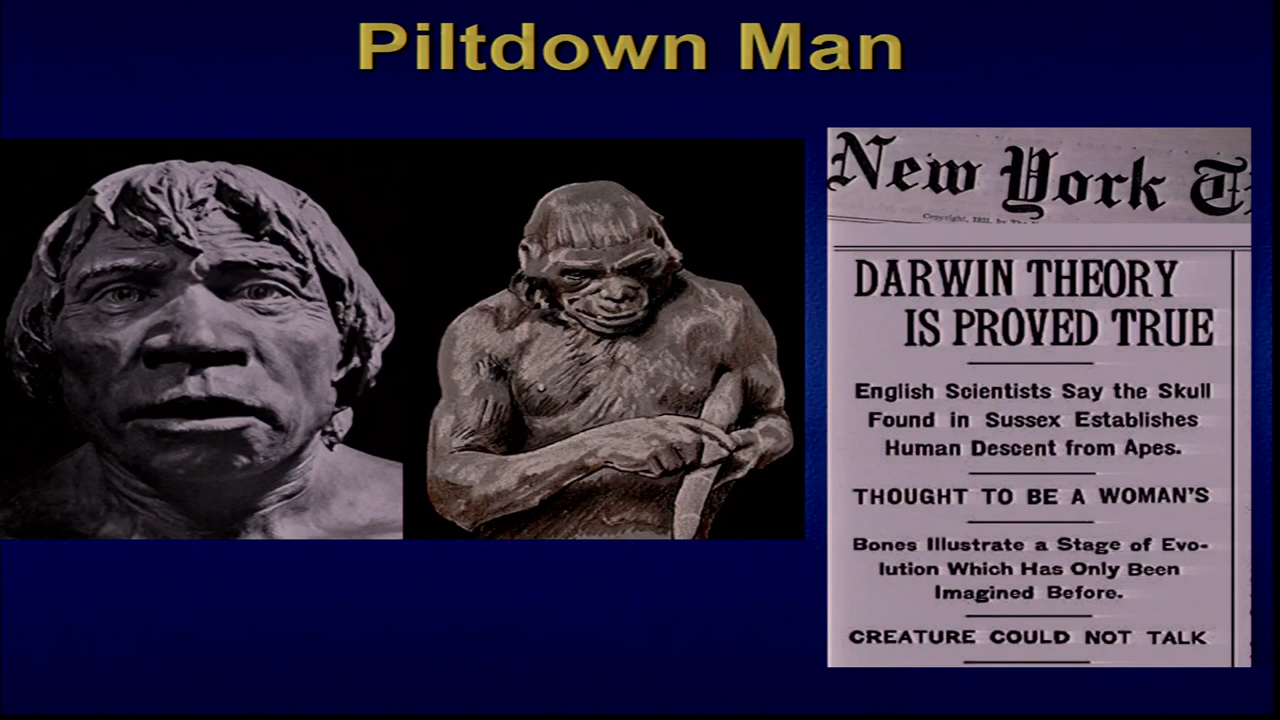 Piltdown Man
New York T
Copyright, 1921, by The
DARWIN THEORY
IS PROVED TRUE
English Scientists Say the Skull
Found in Sussex Establishes
Human Descent from Apes.
THOUGHT TO BE A WOMAN'S
Bones Illustrate a Stage of Evo-
lution Which Has Only Been
Imagined Before.
CREATURE COULD NOT TALK